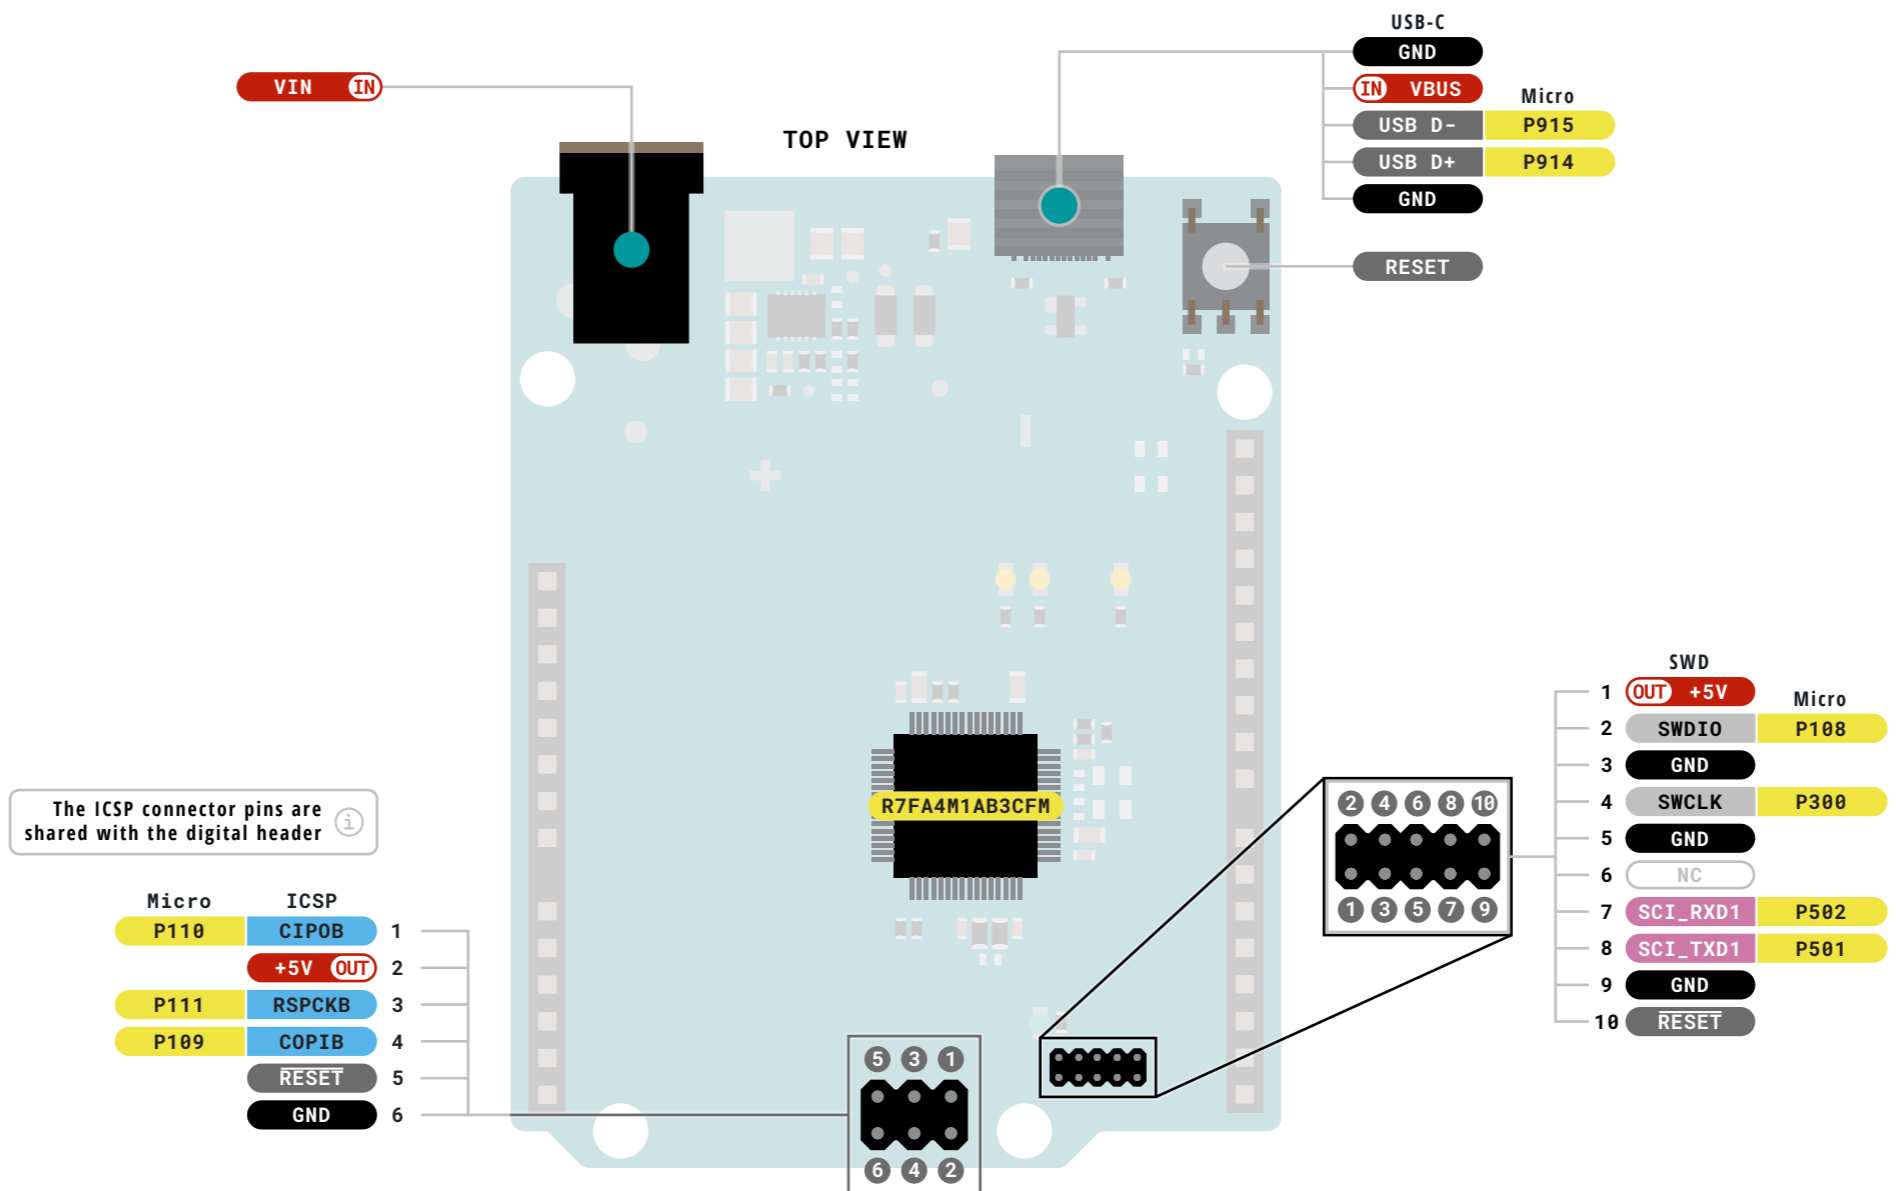 USB-C
GND
VIN IN
IN VBUS
Micro
USB D- P915
TOP VIEW
USB D+ P914
GND
RESET
SWD
1 OUT +5V
Micro
2 SWDIO P108
3 GND
4 SWCLK P300
5 GND
6 NC
7 SCI_RXD1 P502
8 SCI_TXD1 P501
9 GND
10 RESET
2 4 6 8 10
1 3 5 7 9
R7FA4M1AB3CFM
The ICSP connector pins are
shared with the digital header
i
Micro ICSP
P110 CIPOB 1
+5V OUT 2
P111 RSPCKB 3
P109 COPIB 4
RESET 5
GND 6
5 3 1
6 4 2